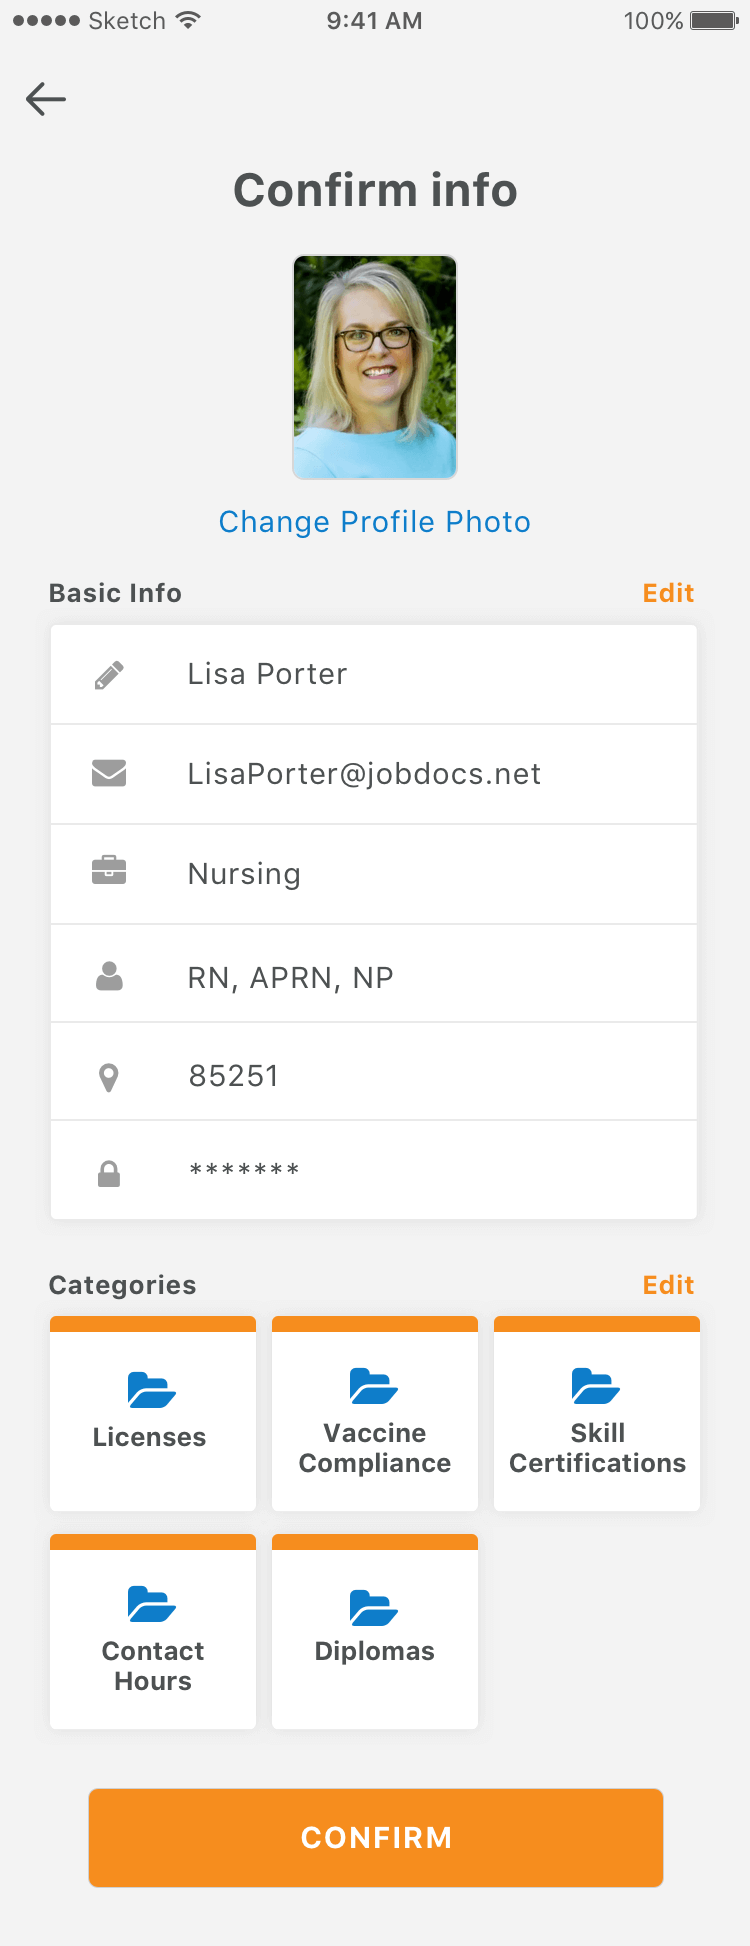 Sketch 9:41 AM 100%
Confirm info
Change Profile Photo
Basic Info Edit
Lisa Porter
LisaPorter@jobdocs.net
Nursing
RN, APRN, NP
85251
*******
Categories Edit
Licenses
Vaccine
Compliance
Skill
Certifications
Contact
Hours
Diplomas
CONFIRM